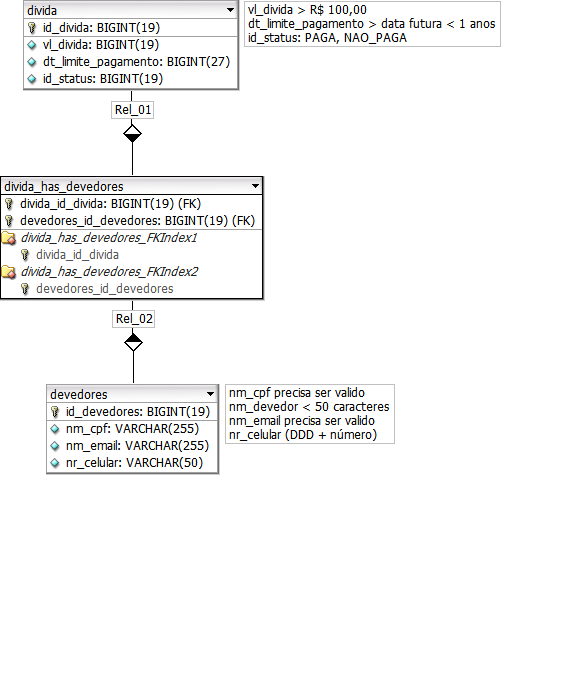 divida
id_divida: BIGINT(19)
vl_divida: BIGINT(19)
dt_limite_pagamento: BIGINT(27)
id_status: BIGINT(19)
vl_divida > R$ 100,00
dt_limite_pagamento > data futura < 1 anos
id_status: PAGA, NAO_PAGA
Rel_01
divida_has_devedores
divida_id_divida: BIGINT(19) (FK)
devedores_id_devedores: BIGINT(19) (FK)
divida_has_devedores_FKIndex1
divida_id_divida
divida_has_devedores_FKIndex2
devedores_id_devedores
Rel_02
devedores
id_devedores: BIGINT(19)
nm_cpf: VARCHAR(255)
nm_email: VARCHAR(255)
nr_celular: VARCHAR(50)
nm_cpf precisa ser valido
nm_devedor < 50 caracteres
nm_email precisa ser valido
nr_celular (DDD + número)